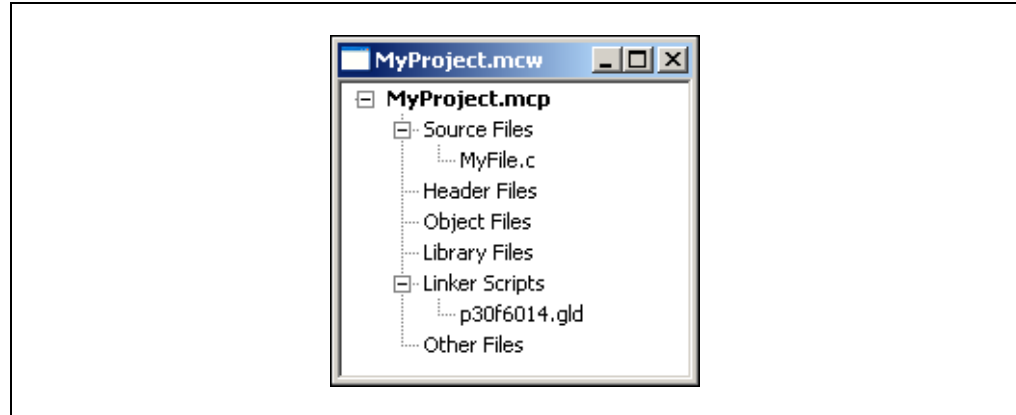 MyProject.mcw
MyProject.mcp
Source Files
MyFile.c
Header Files
Object Files
Library Files
Linker Scripts
p30f6014.gld
Other Files